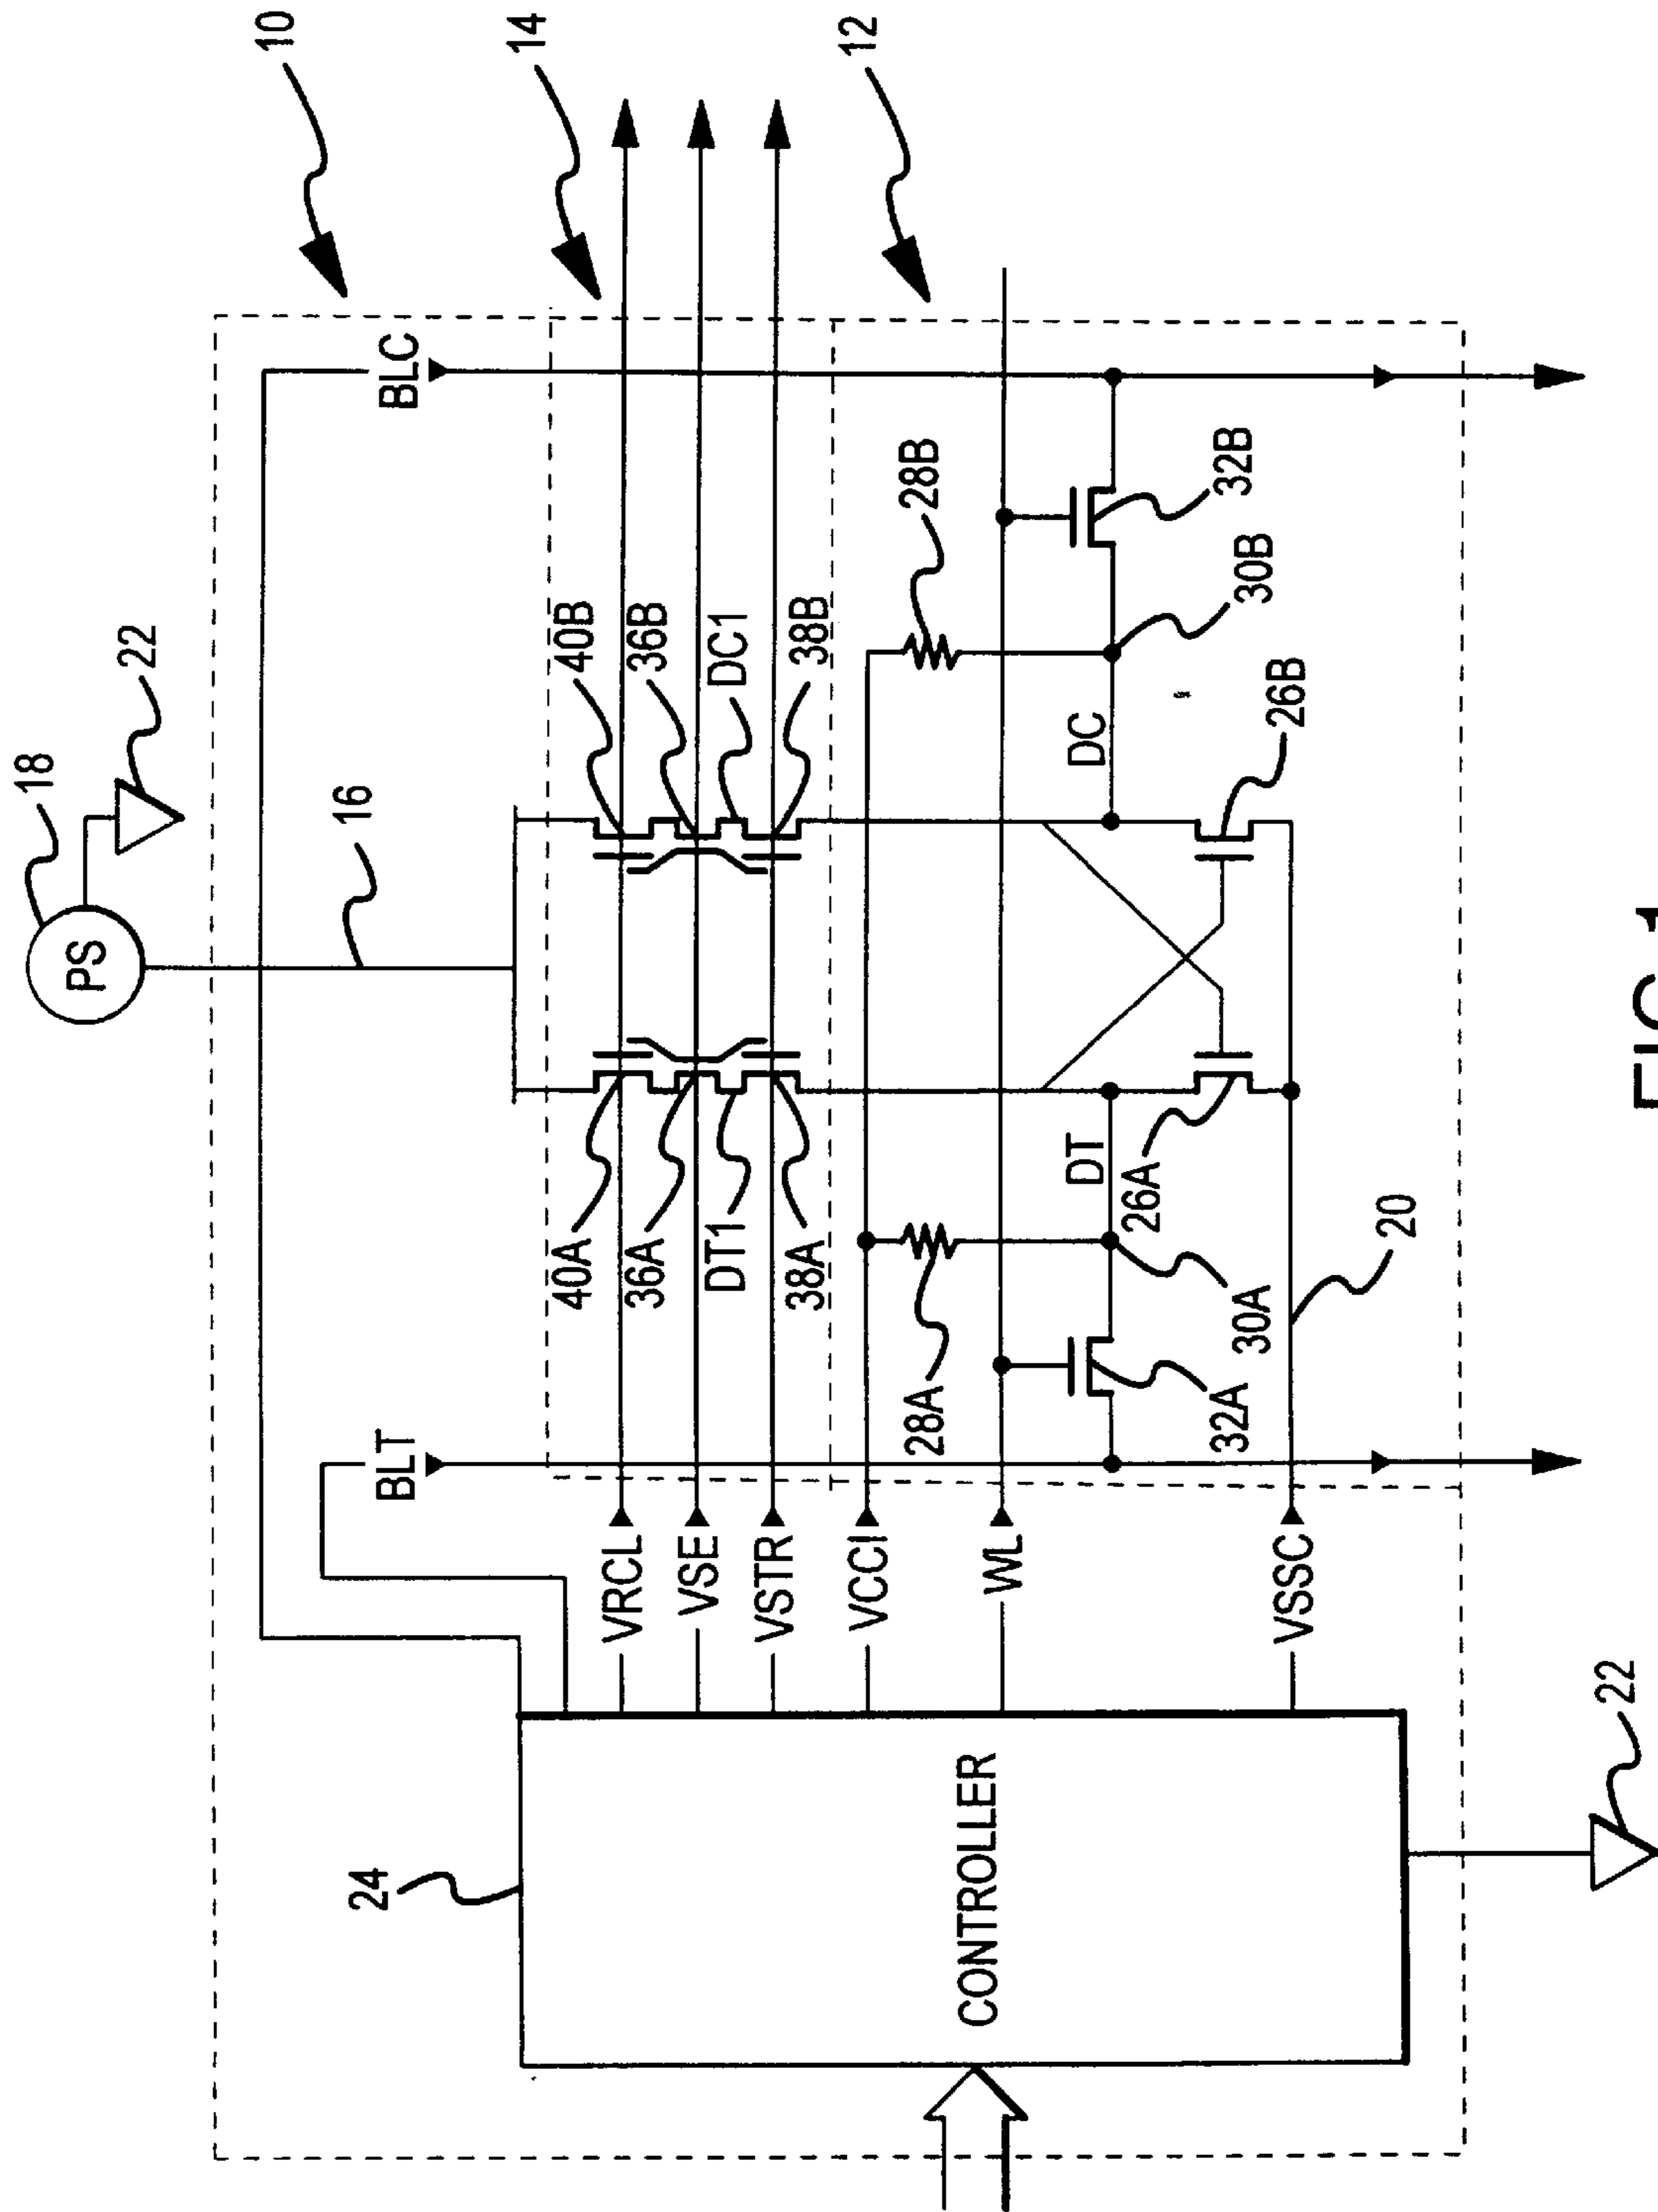 18
PS
22
16
10
14
12
24
BLT
BLC
40A
40B
36A
36B
DT1
DC1
38A
38B
VRCL
VSE
VSTR
VCCI
WL
VSSC
CONTROLLER
28A
28B
DT
DC
32A
32B
30A
30B
26A
26B
20
22